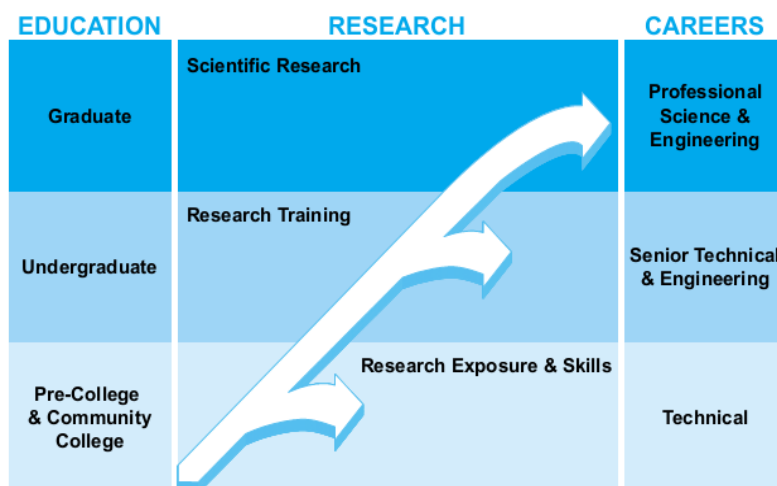 EDUCATION
RESEARCH
CAREERS
Graduate
Scientific Research
Professional
Science &
Engineering
Undergraduate
Research Training
Senior Technical
& Engineering
Pre-College
& Community
College
Research Exposure & Skills
Technical